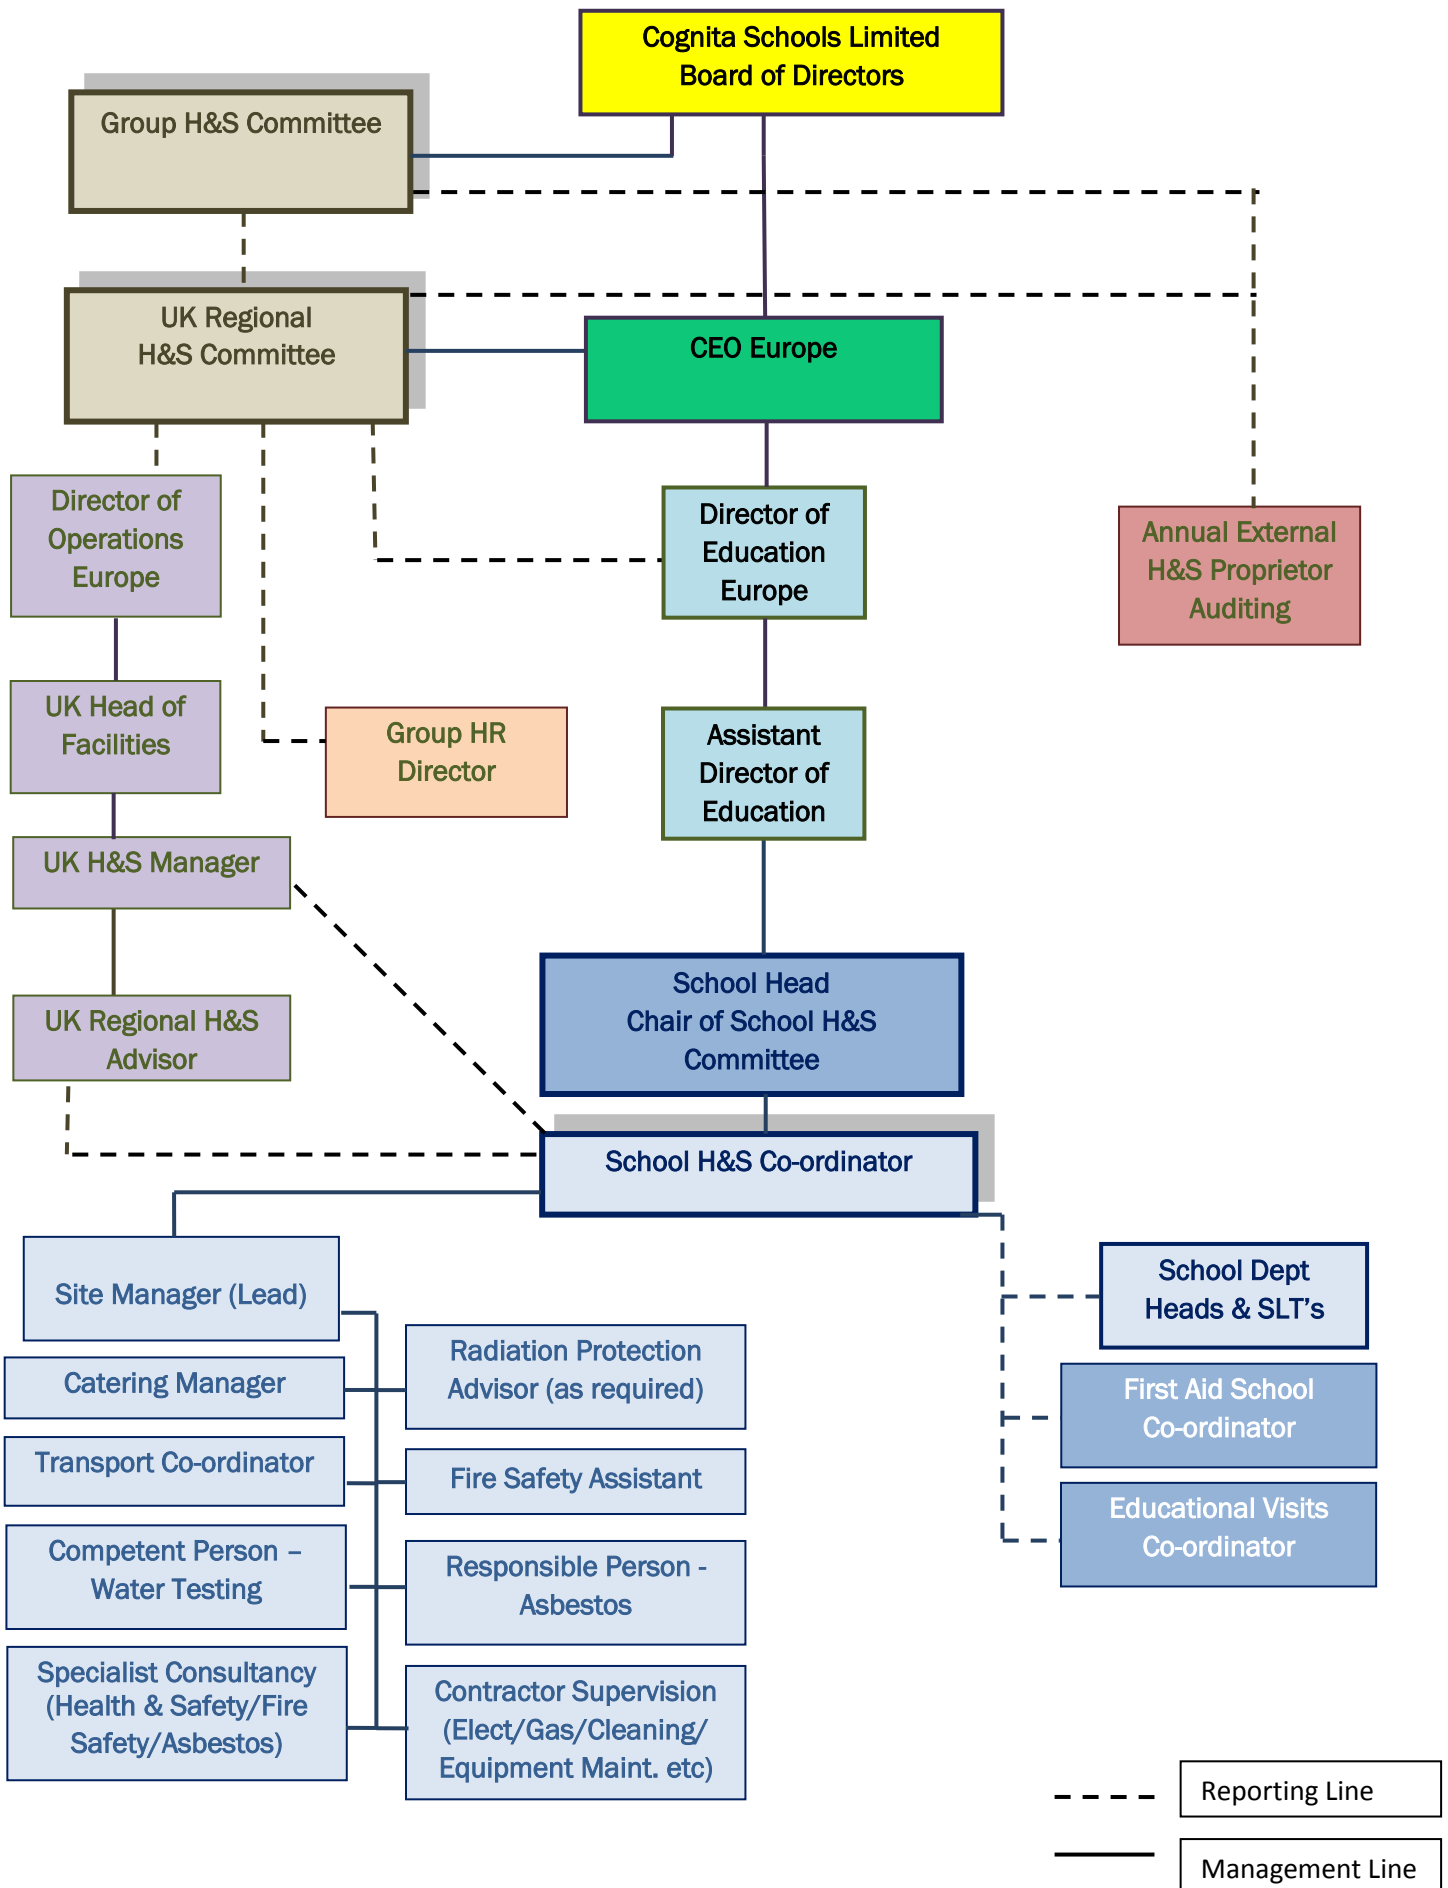 Cognita Schools Limited
Board of Directors
Group H&S Committee
UK Regional
H&S Committee
CEO Europe
Director of
Operations
Europe
Director of
Education
Europe
Annual External
H&S Proprietor
Auditing
UK Head of
Facilities
Group HR
Director
Assistant
Director of
Education
UK H&S Manager
School Head
Chair of School H&S
Committee
UK Regional H&S
Advisor
School H&S Co-ordinator
Site Manager (Lead)
School Dept
Heads & SLT’s
Radiation Protection
Advisor (as required)
Catering Manager
First Aid School
Co-ordinator
Transport Co-ordinator
Fire Safety Assistant
Educational Visits
Co-ordinator
Competent Person –
Water Testing
Responsible Person -
Asbestos
Specialist Consultancy
(Health & Safety/Fire
Safety/Asbestos)
Contractor Supervision
(Elect/Gas/Cleaning/
Equipment Maint. etc)
Reporting Line
Management Line